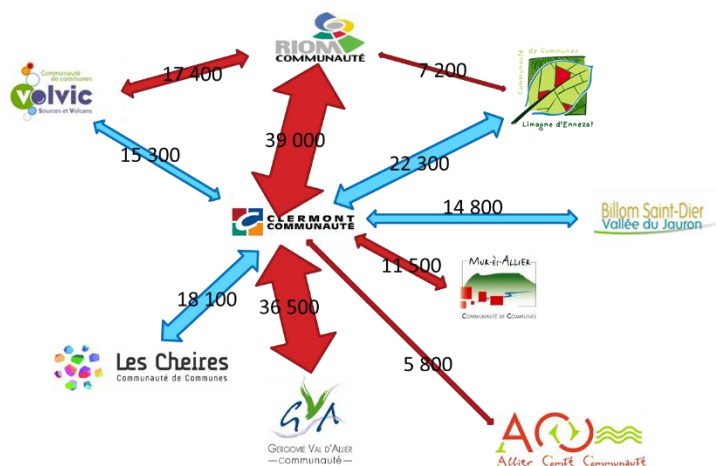 RIOM
COMMUNAUTÉ
Communauté
de communes
Volvic
Sources et Volcans
17 400
7 200
Communauté de Communes
Limagne d'Ennezat
15 300
39 000
22 300
CLERMONT
COMMUNAUTÉ
14 800
Billom Saint-Dier
Vallée du Jauron
11 500
MUR-ÈS-ALLIER
COMMUNAUTÉ DE COMMUNES
18 100
36 500
Les Cheires
Communauté de Communes
5 800
GVA
GERGOVIE VAL D'ALLIER
communauté
ACC
Allier Comté Communauté